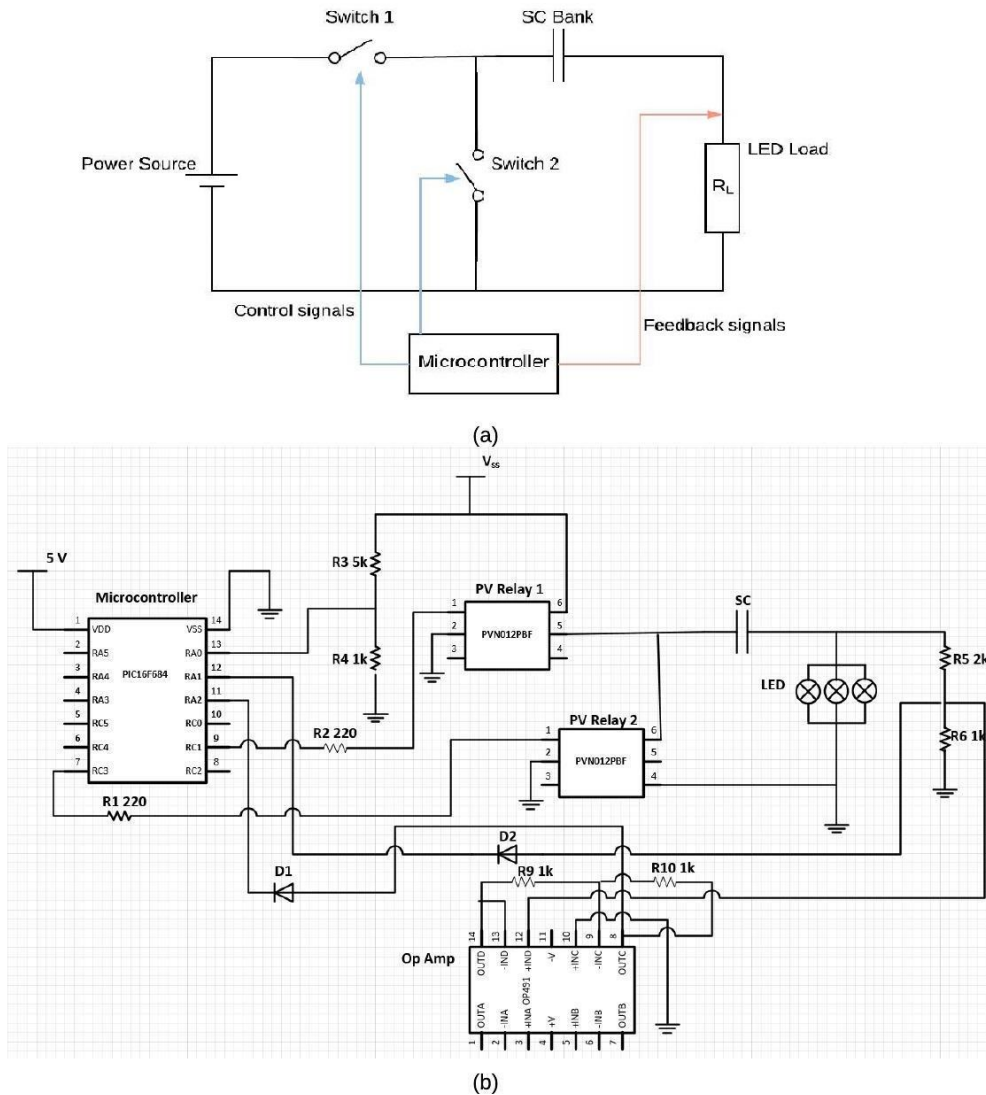 Switch 1
SC Bank
Power Source
Switch 2
LED Load
R_L
Control signals
Feedback signals
Microcontroller
(a)
V_ss
5 V
R3 5k
Microcontroller
PV Relay 1
1 VDD VSS 14
2 RA5 RA0 13
3 RA4 PIC16F684 RA1 12
4 RA3 RA2 11
5 RC5 RC0 10
6 RC4 RC1 9
7 RC3 RC2 8
R4 1k
1 6
2 PVN012PBF 5
3 4
SC
R5 2k
LED
R2 220
PV Relay 2
R6 1k
1 6
2 PVN012PBF 5
3 4
R1 220
D2
D1
R9 1k
R10 1k
14 13 12 11 10 9 8
Op Amp
OUTD -IND +IND -V +INC -INC OUTC
OP491
OUTA -INA +INA +V +INB -INB OUTB
1 2 3 4 5 6 7
(b)